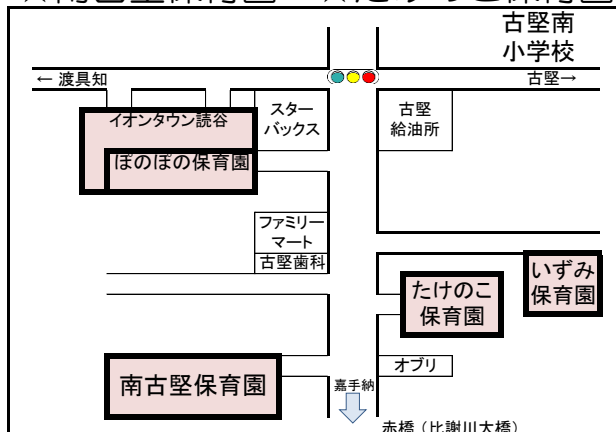 古堅南
小学校
← 渡具知
古堅→
イオンタウン読谷
スター
バックス
古堅
給油所
ぽのぽの保育園
ファミリー
マート
古堅歯科
いずみ
保育園
たけのこ
保育園
南古堅保育園
オブリ
嘉手納
赤橋(比謝川大橋)